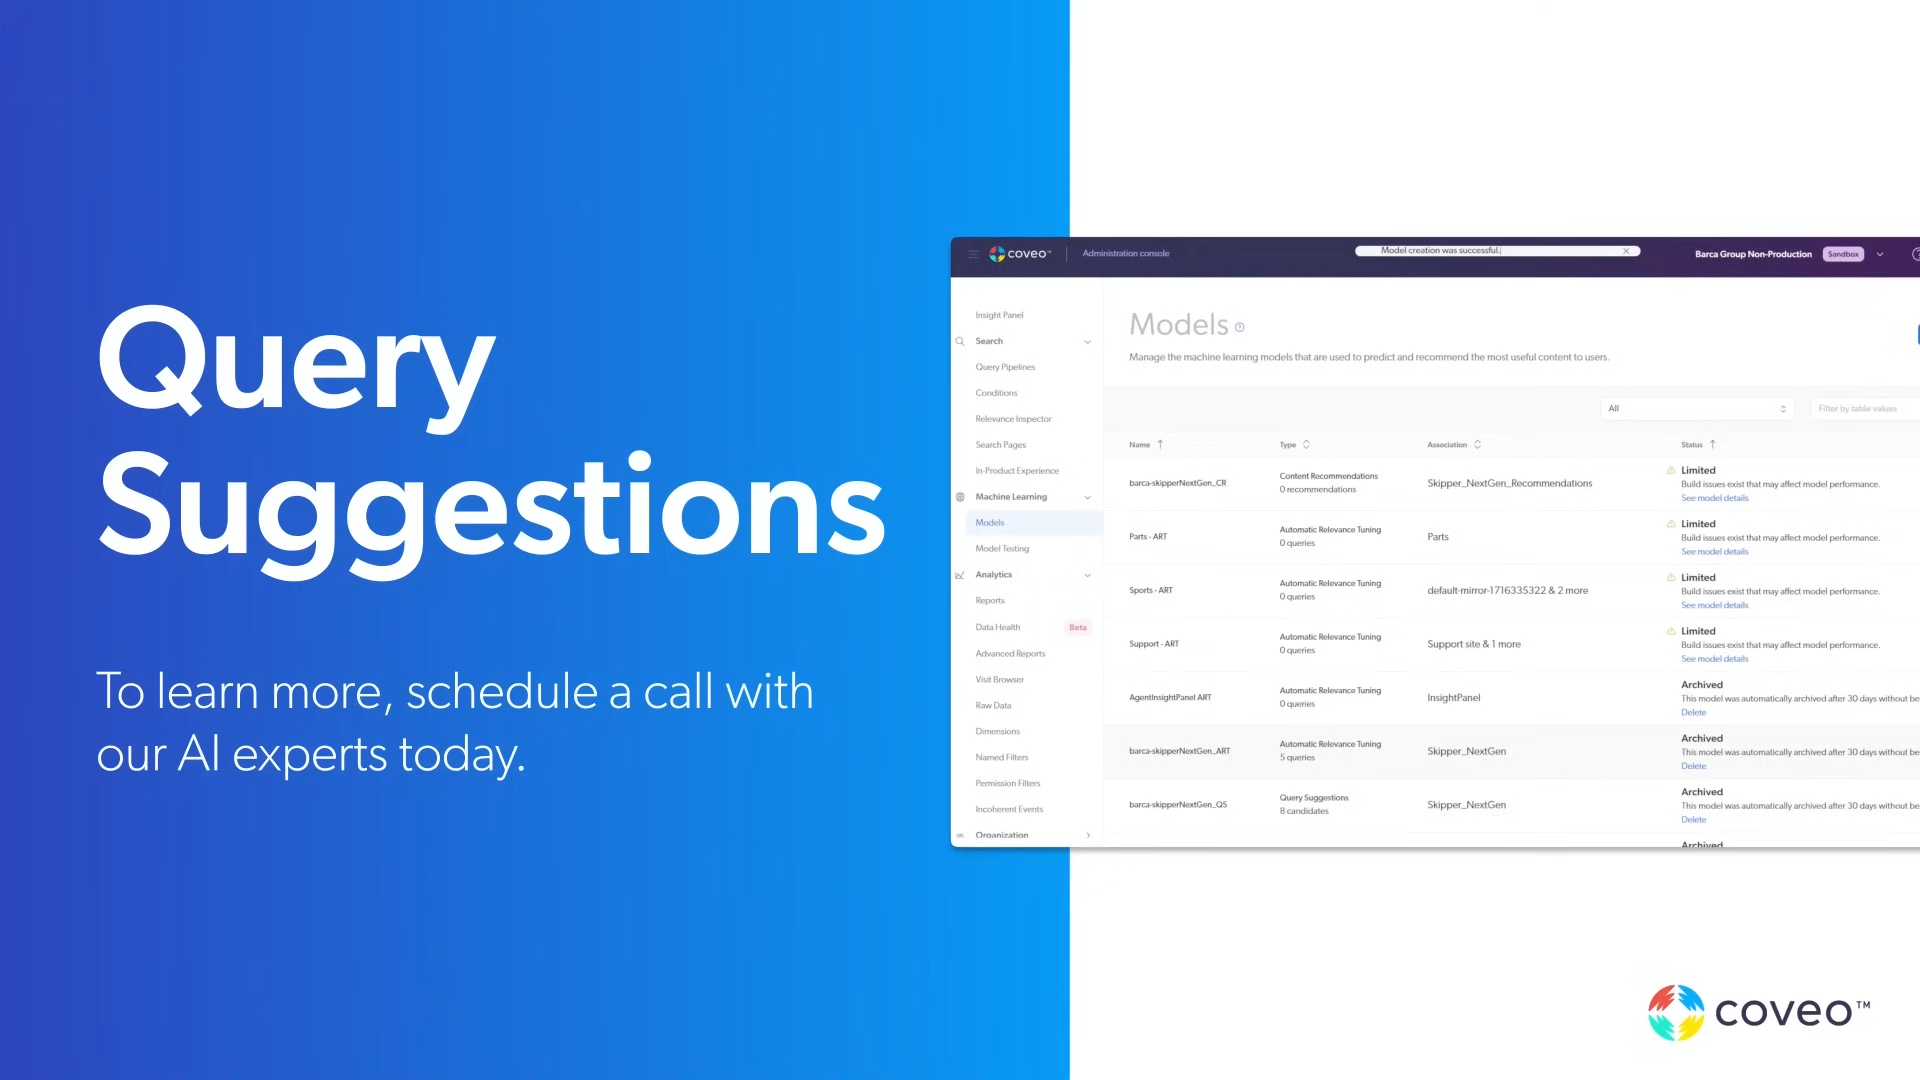 Query
Suggestions
To learn more, schedule a call with
our AI experts today.
coveo™
Administration console
Model creation was successful.
Barca Group Non-Production
Sandbox
Insight Panel
Search
Query Pipelines
Conditions
Relevance Inspector
Search Pages
In-Product Experience
Machine Learning
Models
Model Testing
Analytics
Reports
Data Health
Beta
Advanced Reports
Visit Browser
Raw Data
Dimensions
Named Filters
Permission Filters
Incoherent Events
Organization
Models
Manage the machine learning models that are used to predict and recommend the most useful content to users.
All
Filter by table values
Name Type Association Status
barca-skipperNextGen_CR
Content Recommendations
0 recommendations
Skipper_NextGen_Recommendations
Limited
Build issues exist that may affect model performance.
See model details
Parts - ART
Automatic Relevance Tuning
0 queries
Parts
Limited
Build issues exist that may affect model performance.
See model details
Sports - ART
Automatic Relevance Tuning
0 queries
default-mirror-1716335322 & 2 more
Limited
Build issues exist that may affect model performance.
See model details
Support - ART
Automatic Relevance Tuning
0 queries
Support site & 1 more
Limited
Build issues exist that may affect model performance.
See model details
AgentInsightPanel ART
Automatic Relevance Tuning
0 queries
InsightPanel
Archived
This model was automatically archived after 30 days without be
Delete
barca-skipperNextGen_ART
Automatic Relevance Tuning
5 queries
Skipper_NextGen
Archived
This model was automatically archived after 30 days without be
Delete
barca-skipperNextGen_QS
Query Suggestions
8 candidates
Skipper_NextGen
Archived
This model was automatically archived after 30 days without be
Delete
Archived
coveo™